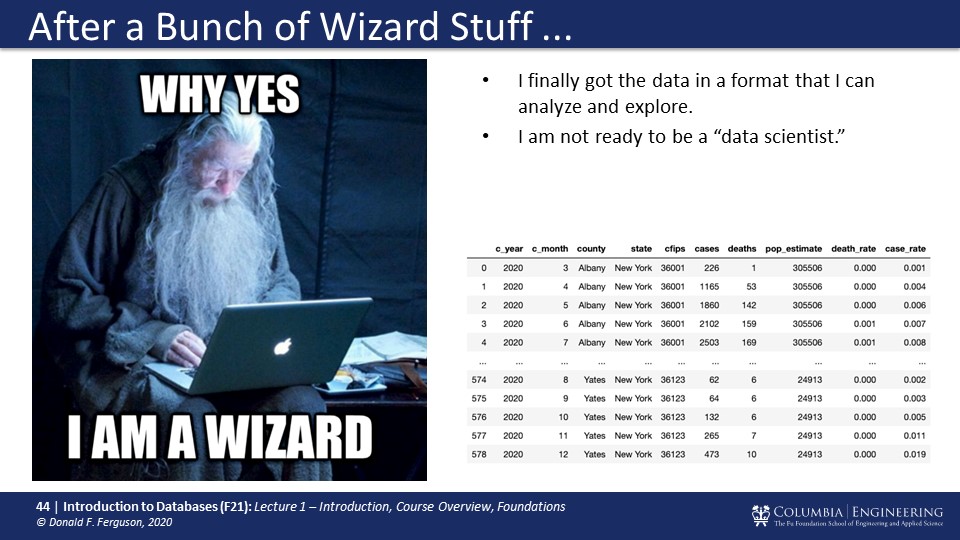 After a Bunch of Wizard Stuff ...
WHY YES
I AM A WIZARD
• I finally got the data in a format that I can
analyze and explore.
• I am not ready to be a “data scientist.”
c_year c_month county state cfips cases deaths pop_estimate death_rate case_rate
0 2020 3 Albany New York 36001 226 1 305506 0.000 0.001
1 2020 4 Albany New York 36001 1165 53 305506 0.000 0.004
2 2020 5 Albany New York 36001 1860 142 305506 0.000 0.006
3 2020 6 Albany New York 36001 2102 159 305506 0.001 0.007
4 2020 7 Albany New York 36001 2503 169 305506 0.001 0.008
... ... ... ... ... ... ... ... ... ... ...
574 2020 8 Yates New York 36123 62 6 24913 0.000 0.002
575 2020 9 Yates New York 36123 64 6 24913 0.000 0.003
576 2020 10 Yates New York 36123 132 6 24913 0.000 0.005
577 2020 11 Yates New York 36123 265 7 24913 0.000 0.011
578 2020 12 Yates New York 36123 473 10 24913 0.000 0.019
44 | Introduction to Databases (F21): Lecture 1 – Introduction, Course Overview, Foundations
© Donald F. Ferguson, 2020
COLUMBIA | ENGINEERING
The Fu Foundation School of Engineering and Applied Science